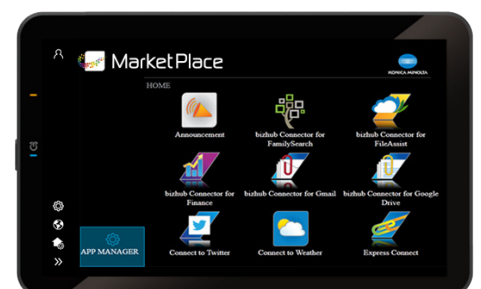 MarketPlace
KONICA MINOLTA
HOME
Announcement
bizhub Connector for
FamilySearch
bizhub Connector for
FileAssist
bizhub Connector for
Finance
bizhub Connector for Gmail
bizhub Connector for Google
Drive
APP MANAGER
Connect to Twitter
Connect to Weather
Express Connect